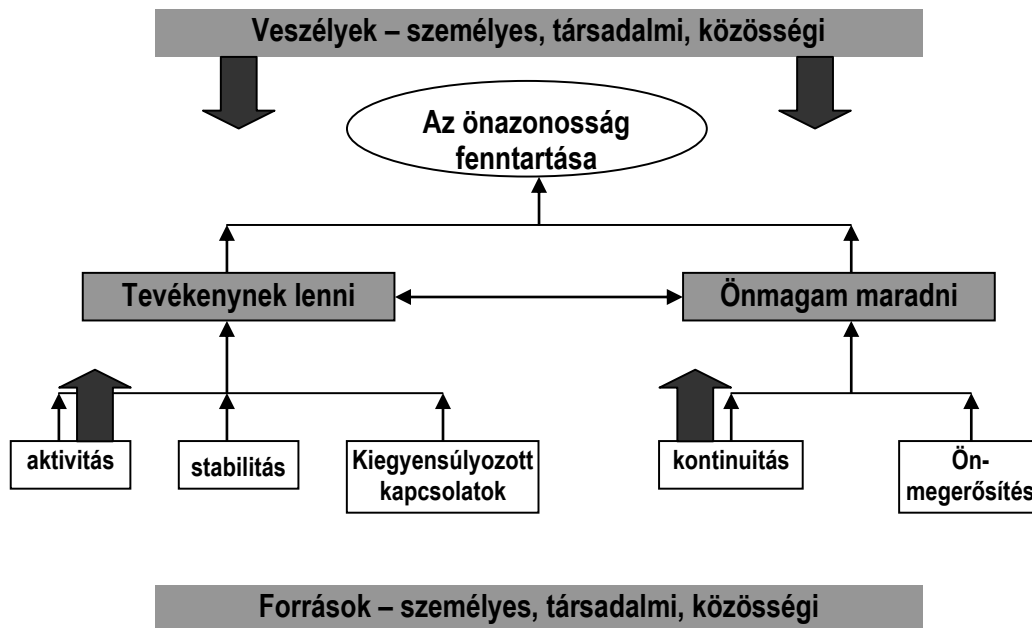 Veszélyek – személyes, társadalmi, közösségi
Az önazonosság
fenntartása
Tevékenynek lenni
Önmagam maradni
aktivitás
stabilitás
Kiegyensúlyozott
kapcsolatok
kontinuitás
Ön-
megerősítés
Források – személyes, társadalmi, közösségi